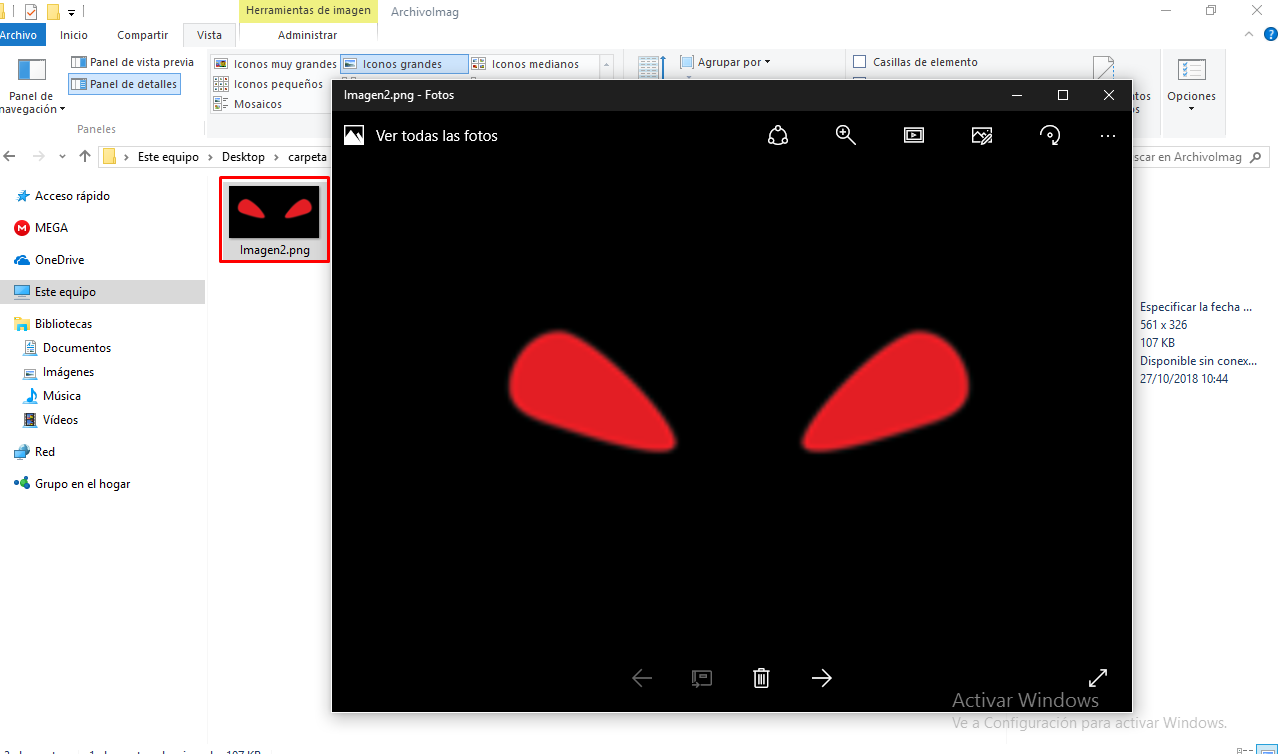 Herramientas de imagen
ArchivoImag
Archivo
Inicio
Compartir
Vista
Administrar
Panel de navegación
Panel de vista previa
Panel de detalles
Paneles
Iconos muy grandes
Iconos grandes
Iconos medianos
Iconos pequeños
Mosaicos
Agrupar por
Casillas de elemento
Opciones
Este equipo > Desktop > carpeta
en ArchivoImag
Acceso rápido
MEGA
OneDrive
Este equipo
Bibliotecas
Documentos
Imágenes
Música
Vídeos
Red
Grupo en el hogar
Imagen2.png
Imagen2.png - Fotos
Ver todas las fotos
Especificar la fecha ...
561 x 326
107 KB
Disponible sin conex...
27/10/2018 10:44
Activar Windows
Ve a Configuración para activar Windows.